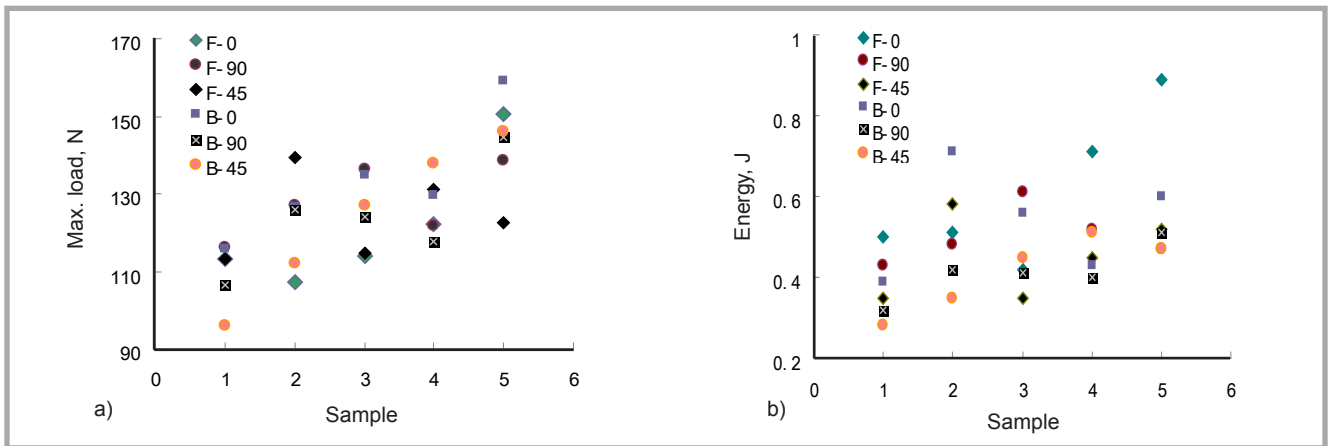 170
150
130
110
90
Max. load, N
F-0
F-90
F-45
B-0
B-90
B-45
0 1 2 3 4 5 6
Sample
a)
1
0.8
0.6
0.4
0.2
Energy, J
F-0
F-90
F-45
B-0
B-90
B-45
0 1 2 3 4 5 6
Sample
b)